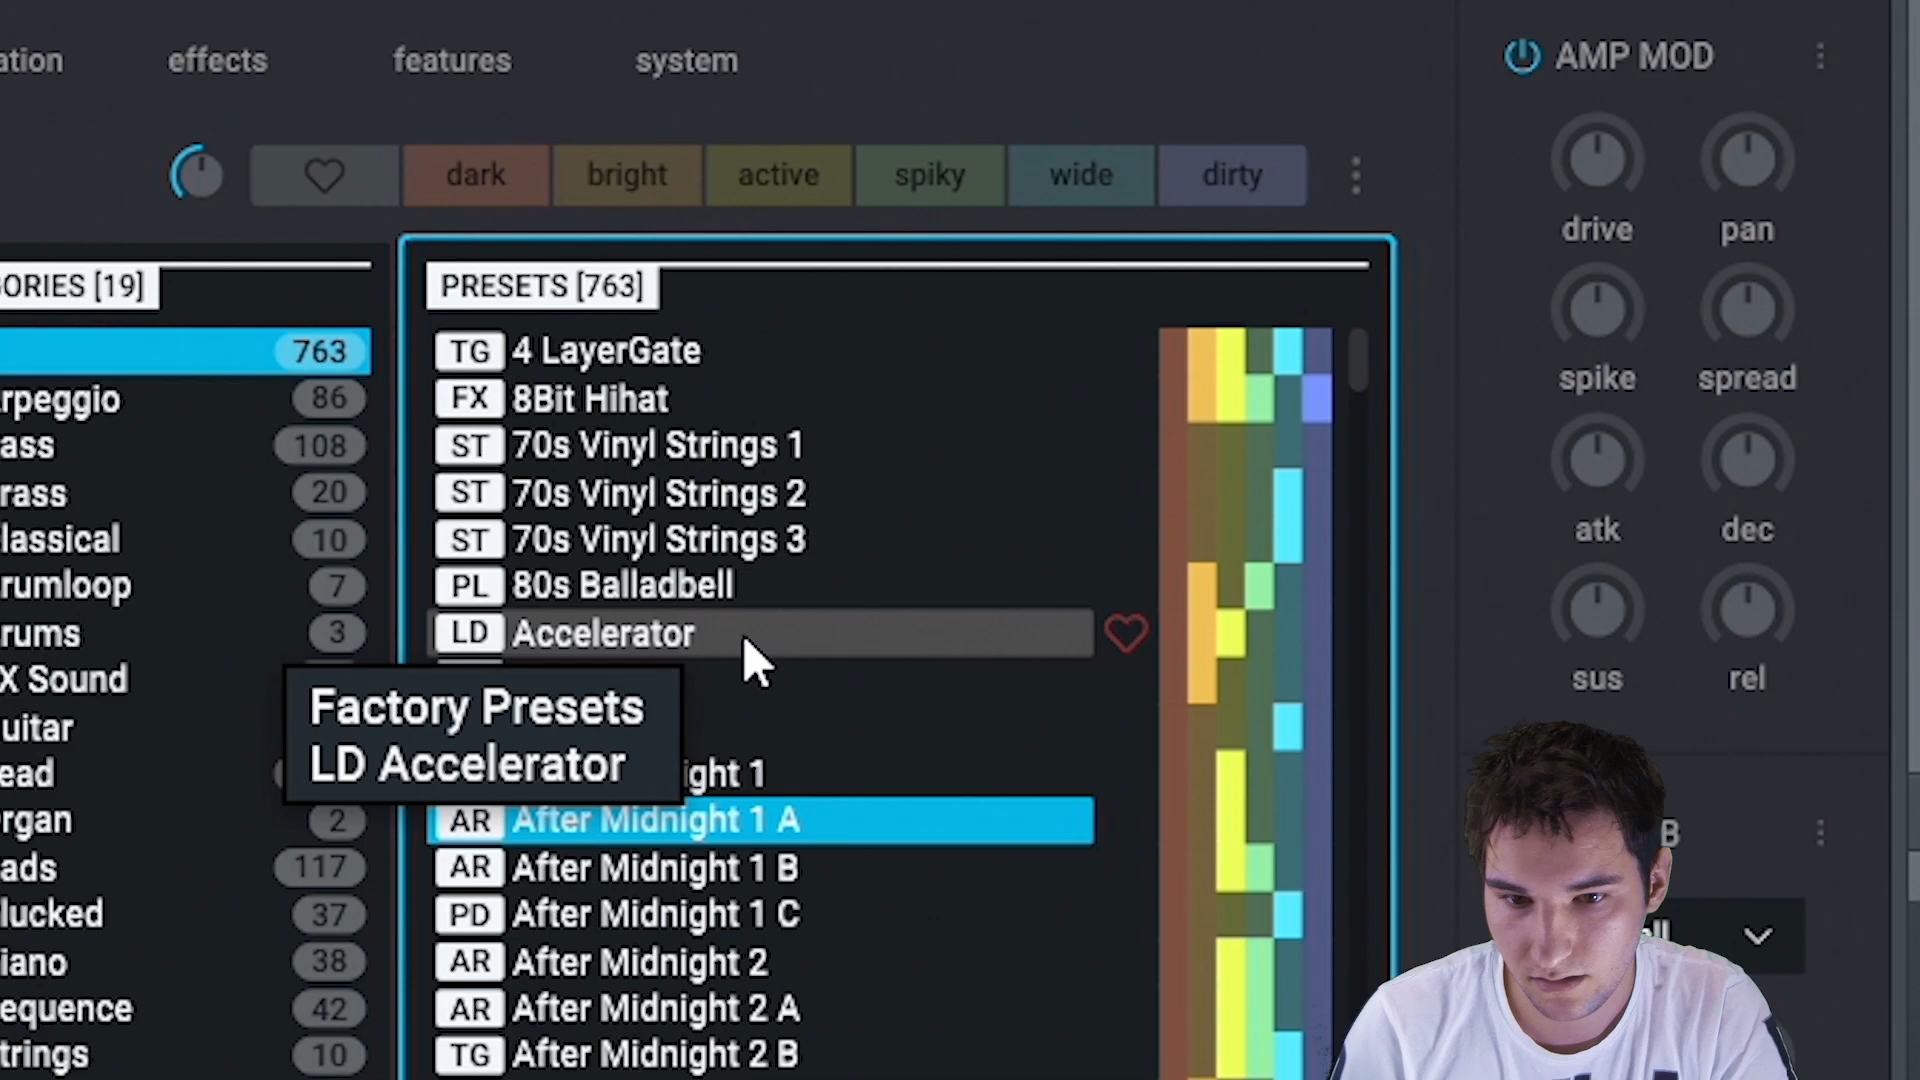 ation effects features system
AMP MOD
dark bright active spiky wide dirty
drive pan
spike spread
atk dec
sus rel
ORIES [19]
763
rpeggio 86
ass 108
rass 20
lassical 10
rumloop 7
rums 3
X Sound
uitar
ead
rgan 2
ads 117
lucked 37
iano 38
equence 42
trings 10
PRESETS [763]
TG 4 LayerGate
FX 8Bit Hihat
ST 70s Vinyl Strings 1
ST 70s Vinyl Strings 2
ST 70s Vinyl Strings 3
PL 80s Balladbell
LD Accelerator
Factory Presets
LD Accelerator
ight 1
AR After Midnight 1 A
AR After Midnight 1 B
PD After Midnight 1 C
AR After Midnight 2
AR After Midnight 2 A
TG After Midnight 2 B
B
all